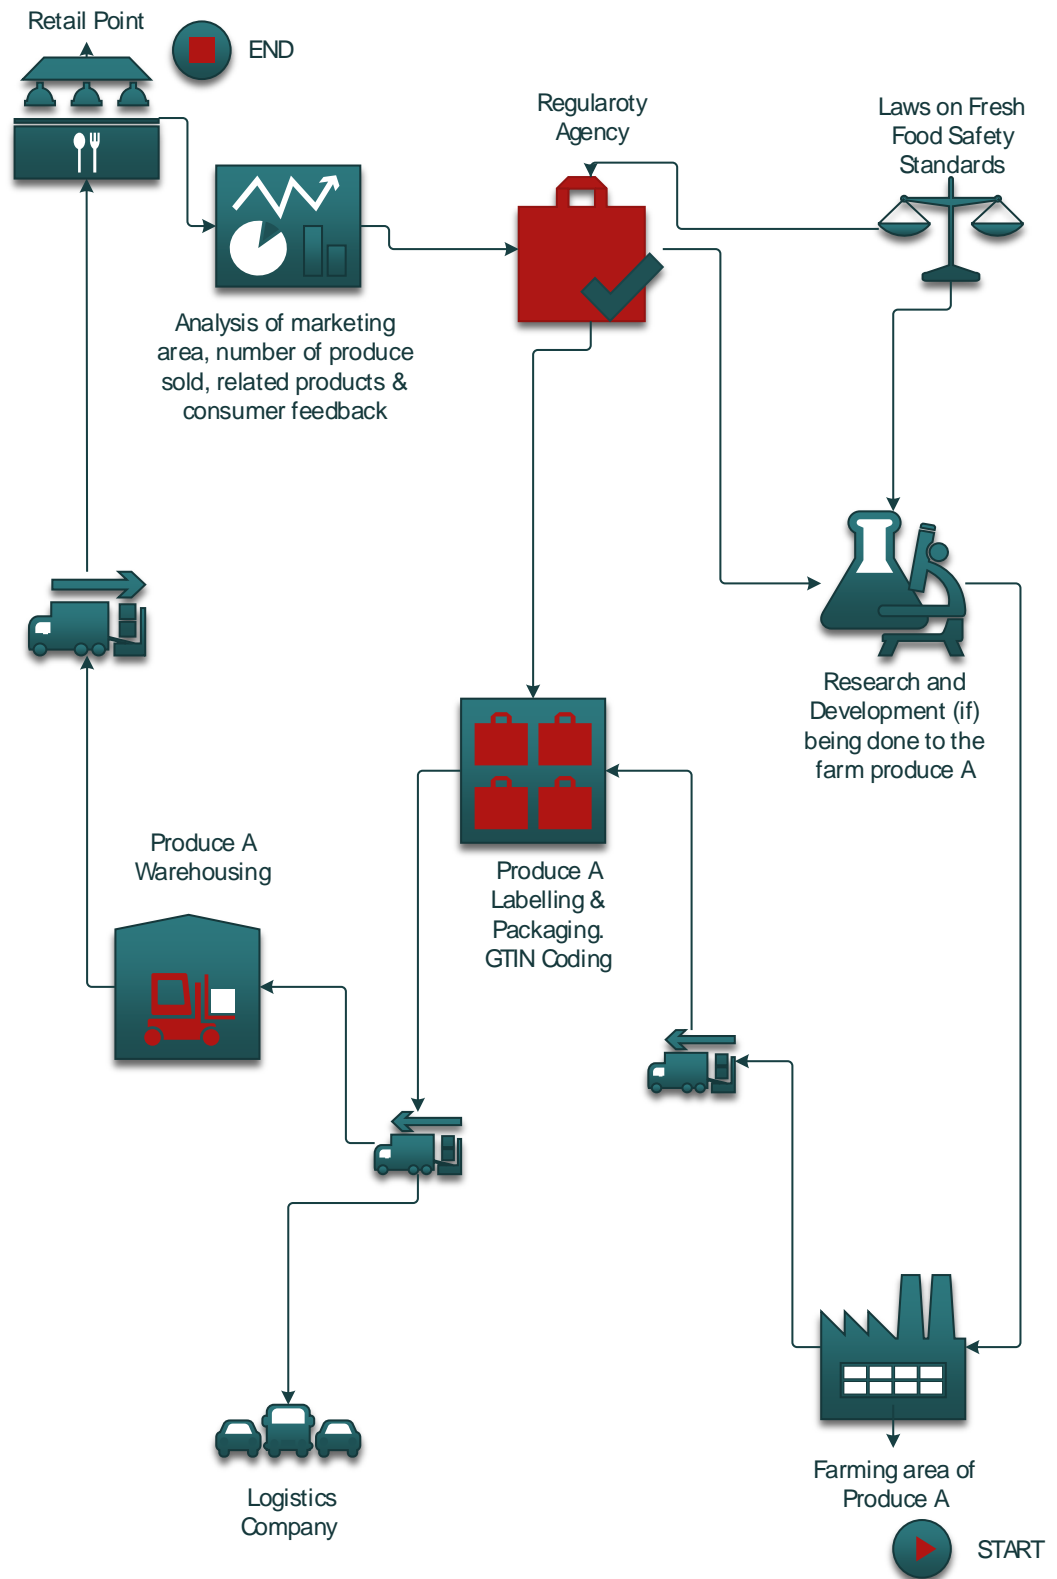 Retail Point
END
Regularoty
Agency
Laws on Fresh
Food Safety
Standards
Analysis of marketing
area, number of produce
sold, related products &
consumer feedback
Research and
Development (if)
being done to the
farm produce A
Produce A
Warehousing
Produce A
Labelling &
Packaging.
GTIN Coding
Logistics
Company
Farming area of
Produce A
START